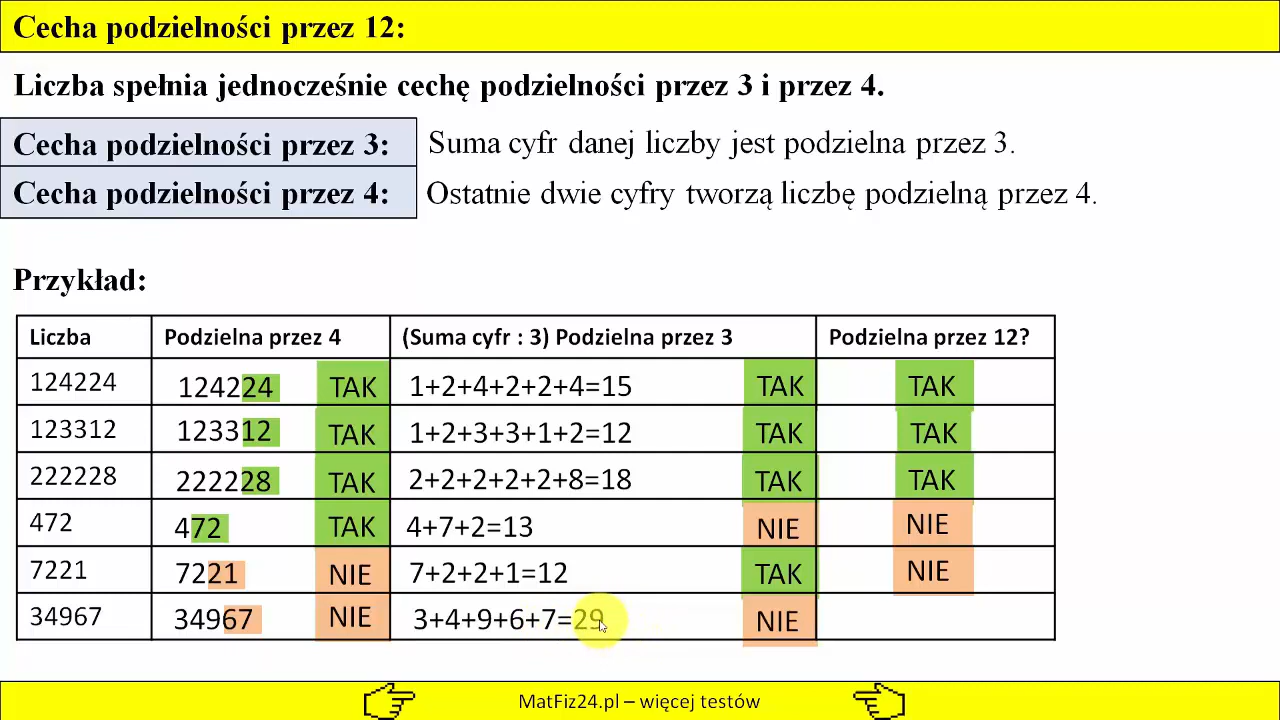 Cecha podzielności przez 12:
Liczba spełnia jednocześnie cechę podzielności przez 3 i przez 4.
Cecha podzielności przez 3: Suma cyfr danej liczby jest podzielna przez 3.
Cecha podzielności przez 4: Ostatnie dwie cyfry tworzą liczbę podzielną przez 4.
Przykład:
Liczba Podzielna przez 4 (Suma cyfr : 3) Podzielna przez 3 Podzielna przez 12?
124224 124224 TAK 1+2+4+2+2+4=15 TAK TAK
123312 123312 TAK 1+2+3+3+1+2=12 TAK TAK
222228 222228 TAK 2+2+2+2+2+8=18 TAK TAK
472 472 TAK 4+7+2=13 NIE NIE
7221 7221 NIE 7+2+2+1=12 TAK NIE
34967 34967 NIE 3+4+9+6+7=29 NIE
MatFiz24.pl – więcej testów